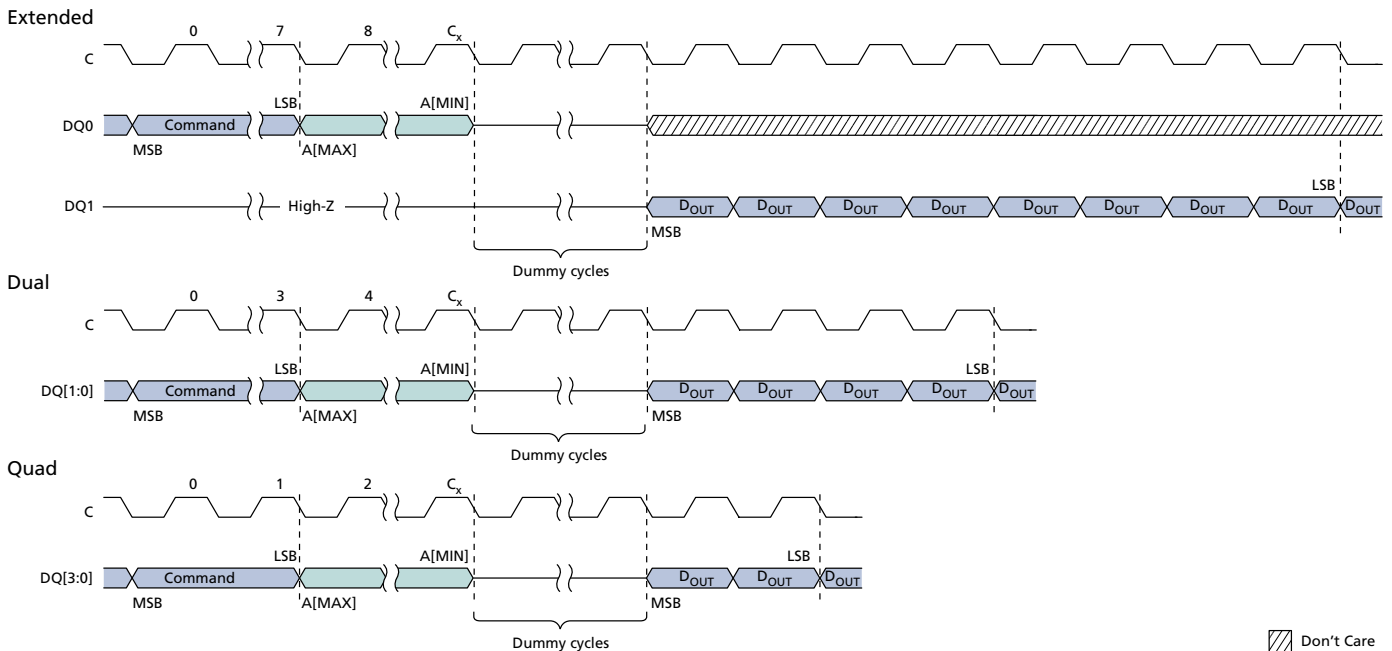 Extended
0 7 8 Cx
C
LSB A[MIN]
DQ0 Command
MSB A[MAX]
LSB
DQ1 High-Z DOUT DOUT DOUT DOUT DOUT DOUT DOUT DOUT DOUT
MSB
Dummy cycles
Dual
0 3 4 Cx
C
LSB A[MIN] LSB
DQ[1:0] Command DOUT DOUT DOUT DOUT DOUT
MSB A[MAX] MSB
Dummy cycles
Quad
0 1 2 Cx
C
LSB A[MIN] LSB
DQ[3:0] Command DOUT DOUT DOUT
MSB A[MAX] MSB
Dummy cycles
Don't Care